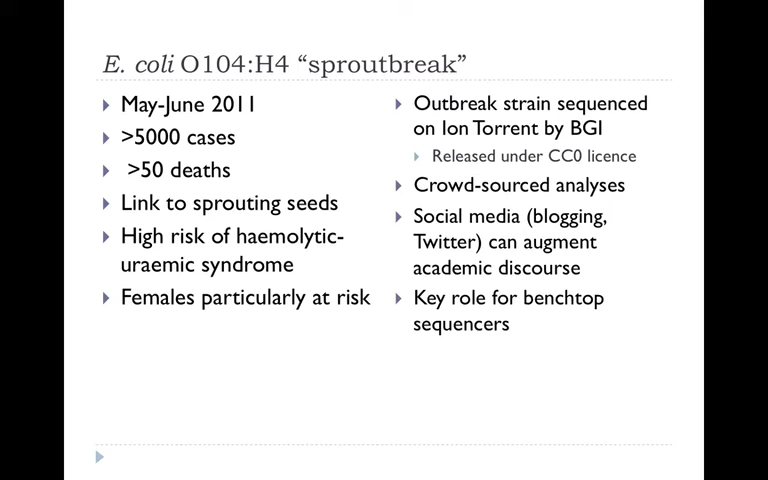 E. coli O104:H4 “sproutbreak”
May-June 2011
>5000 cases
>50 deaths
Link to sprouting seeds
High risk of haemolytic-
uraemic syndrome
Females particularly at risk
Outbreak strain sequenced
on Ion Torrent by BGI
Released under CC0 licence
Crowd-sourced analyses
Social media (blogging,
Twitter) can augment
academic discourse
Key role for benchtop
sequencers